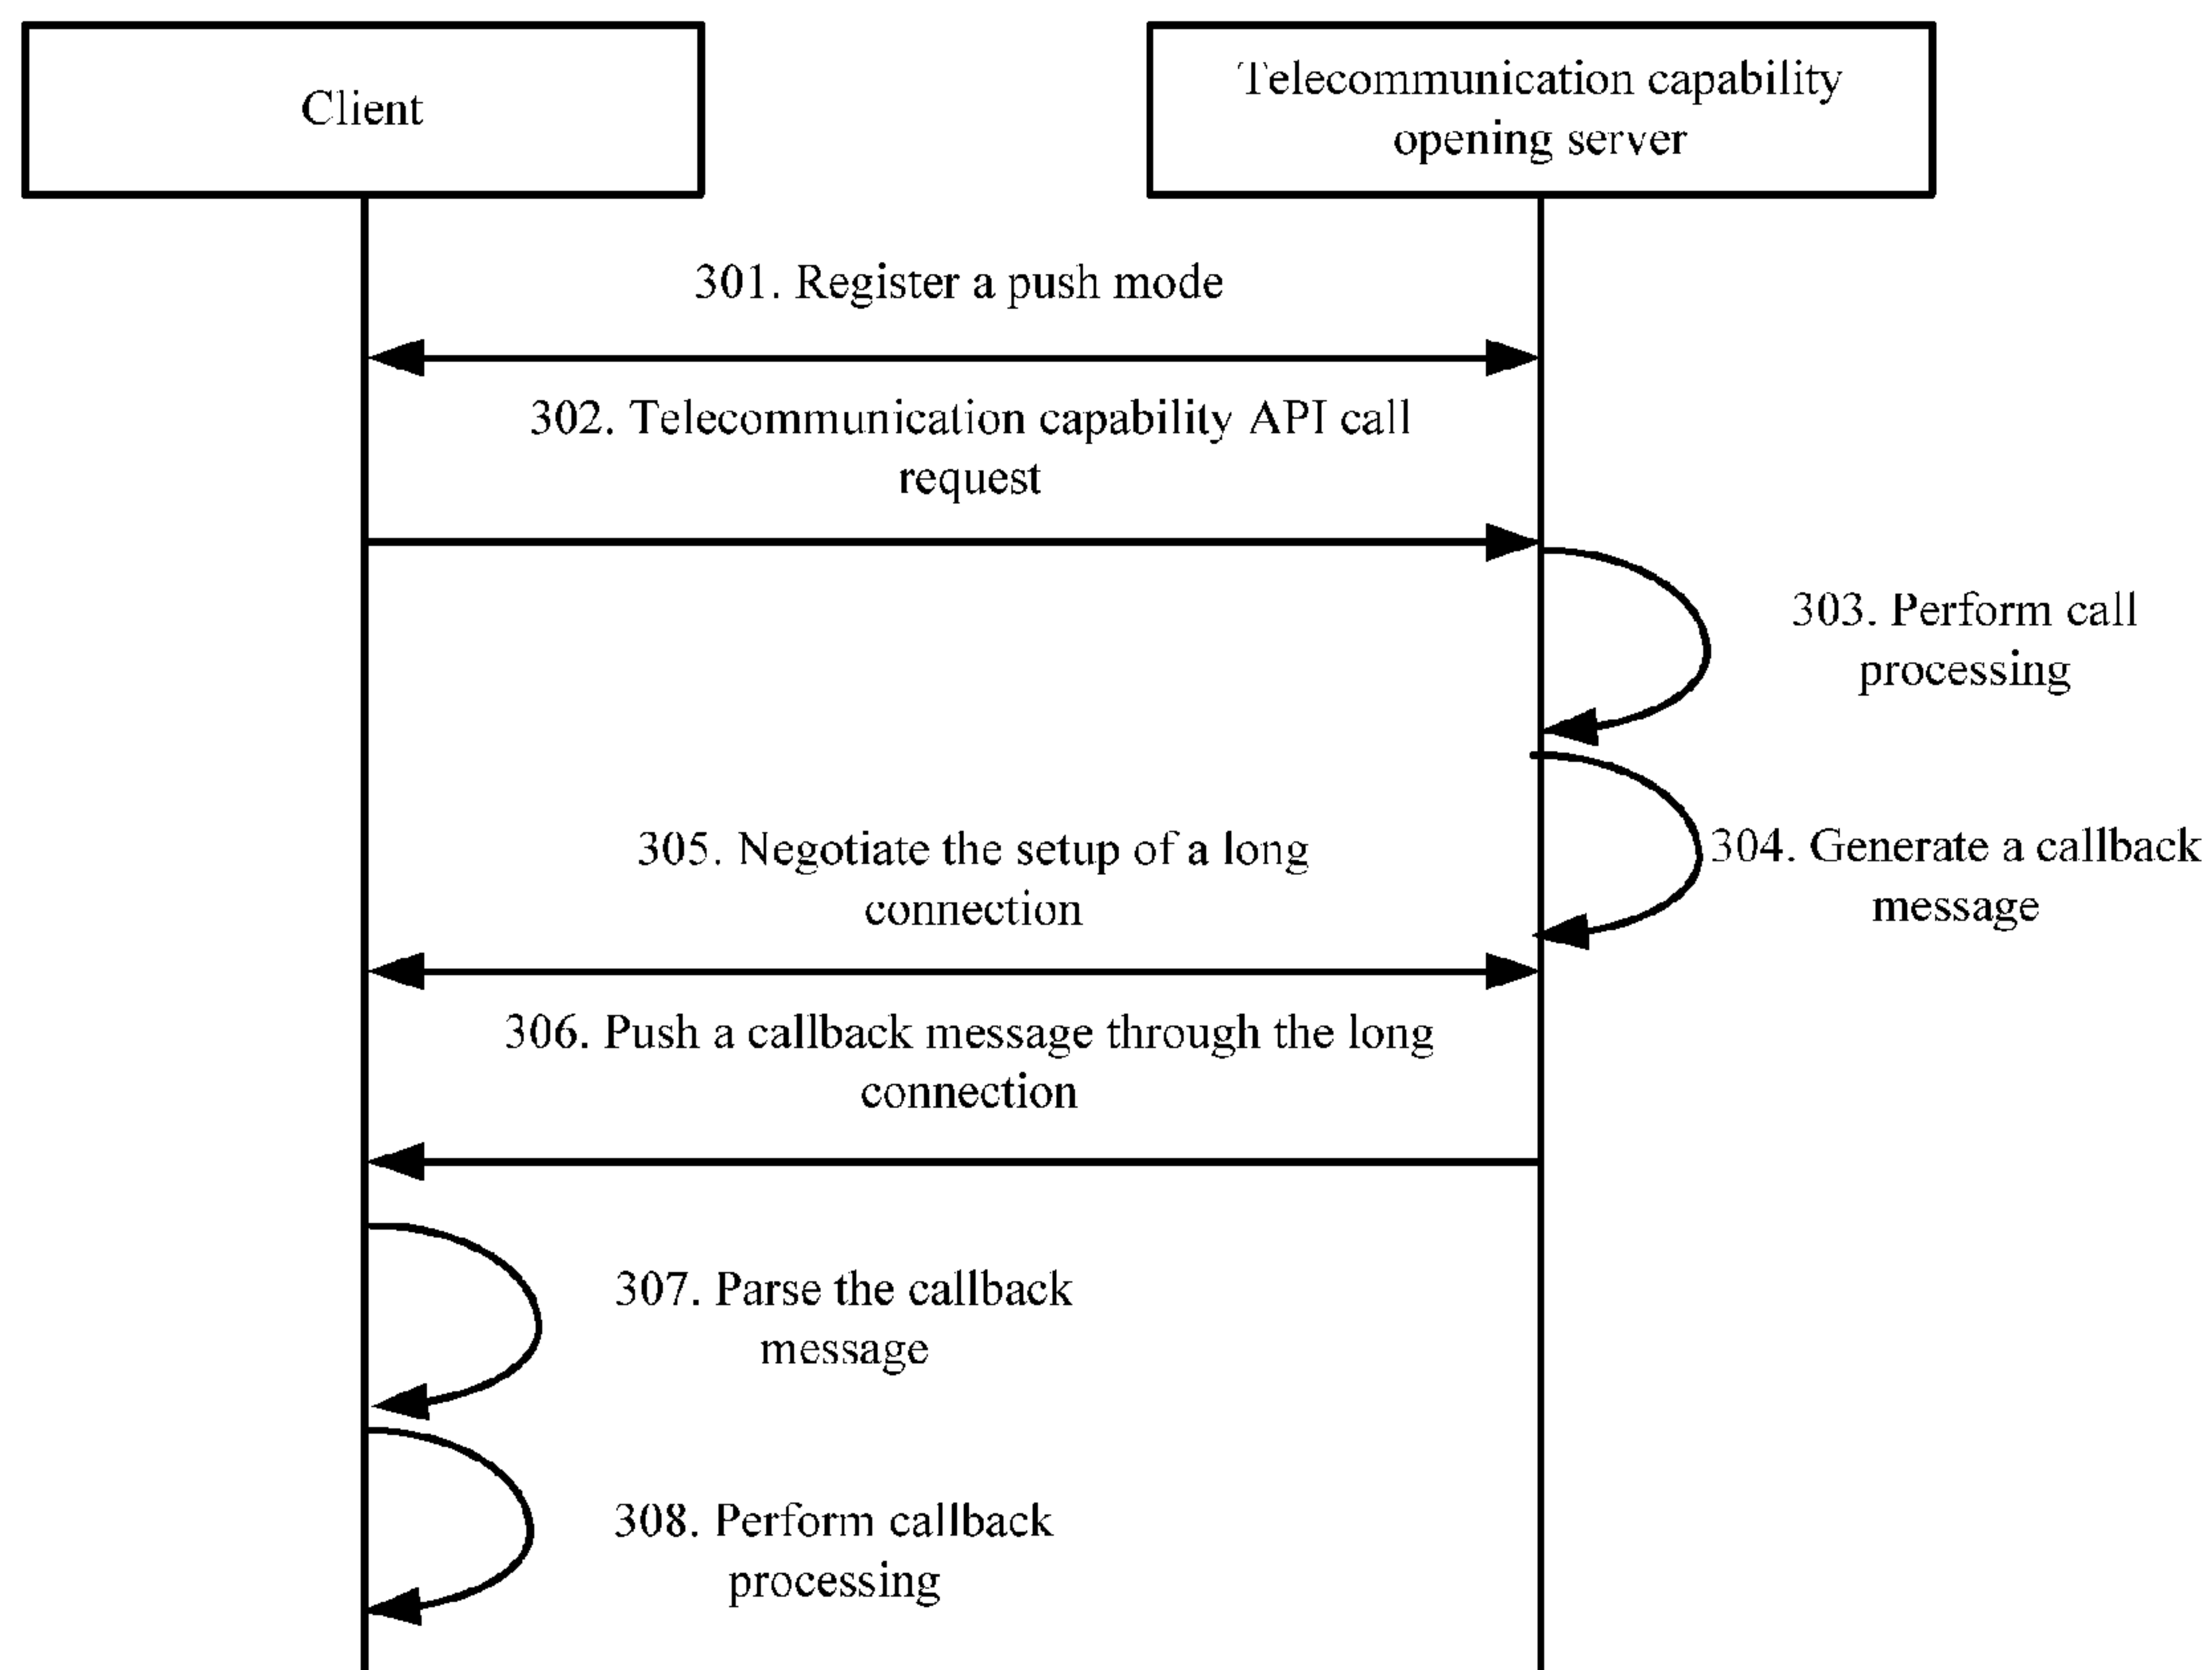 Client
Telecommunication capability
opening server
301. Register a push mode
302. Telecommunication capability API call
request
303. Perform call
processing
304. Generate a callback
message
305. Negotiate the setup of a long
connection
306. Push a callback message through the long
connection
307. Parse the callback
message
308. Perform callback
processing